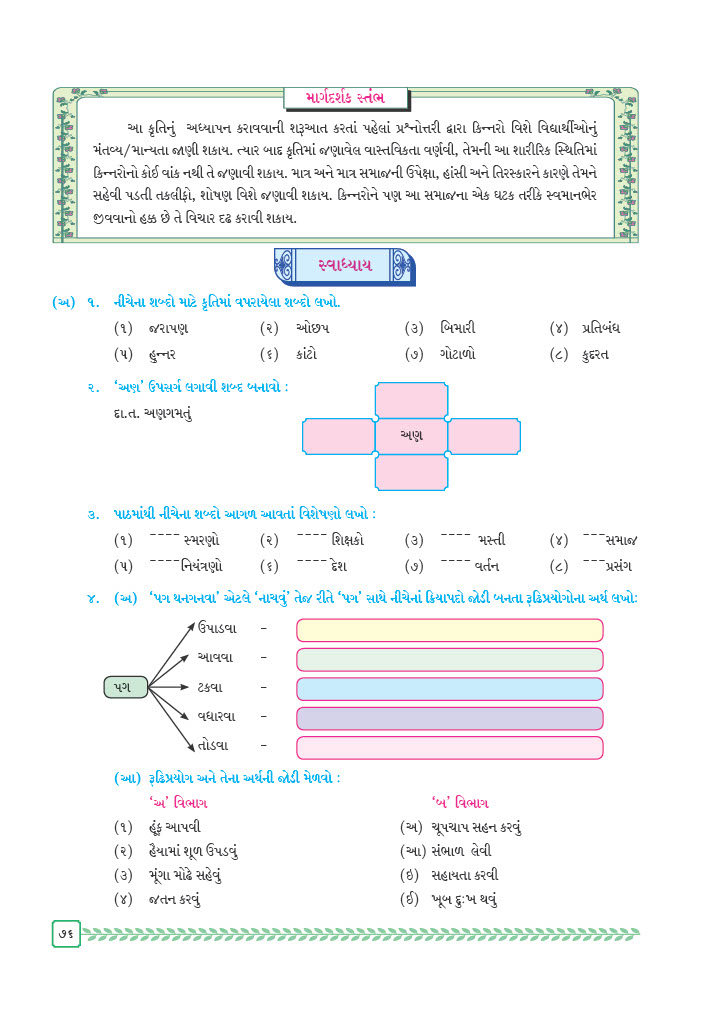 માર્ગદર્શક સ્તંભ
આ કૃતિનું અધ્યાપન કરાવવાની શરૂઆત કરતાં પહેલાં પ્રશ્નોત્તરી દ્વારા કિન્નરો વિશે વિદ્યાર્થીઓનું
મંતવ્ય/માન્યતા જાણી શકાય. ત્યાર બાદ કૃતિમાં જણાવેલ વાસ્તવિકતા વર્ણવી, તેમની આ શારીરિક સ્થિતિમાં
કિન્નરોનો કોઈ વાંક નથી તે જણાવી શકાય. માત્ર અને માત્ર સમાજની ઉપેક્ષા, હાંસી અને તિરસ્કારને કારણે તેમને
સહેવી પડતી તકલીફો, શોષણ વિશે જણાવી શકાય. કિન્નરોને પણ આ સમાજના એક ઘટક તરીકે સ્વમાનભેર
જીવવાનો હક્ક છે તે વિચાર દઢ કરાવી શકાય.
સ્વાધ્યાય
(અ) ૧. નીચેના શબ્દો માટે કૃતિમાં વપરાયેલા શબ્દો લખો.
(૧) જરાપણ (૨) ઓછપ (૩) બિમારી (૪) પ્રતિબંધ
(૫) હુન્નર (૬) કાંટો (૭) ગોટાળો (૮) કુદરત
૨. ‘અણ’ ઉપસર્ગ લગાવી શબ્દ બનાવો :
દા.ત. અણગમતું
અણ
૩. પાઠમાંથી નીચેના શબ્દો આગળ આવતાં વિશેષણો લખો :
(૧) ---- સ્મરણો (૨) ---- શિક્ષકો (૩) ---- મસ્તી (૪) ---સમાજ
(૫) ----નિયંત્રણો (૬) ---- દેશ (૭) ---- વર્તન (૮) ---પ્રસંગ
૪. (અ) ‘પગ થનગનવા’ એટલે ‘નાચવું’ તેજ રીતે ‘પગ’ સાથે નીચેનાં ક્રિયાપદો જોડી બનતા રૂઢિપ્રયોગોના અર્થ લખો:
ઉપાડવા -
આવવા -
પગ ટકવા -
વધારવા -
તોડવા -
(આ) રૂઢિપ્રયોગ અને તેના અર્થની જોડી મેળવો :
‘અ’ વિભાગ ‘બ’ વિભાગ
(૧) હૂંફ આપવી (અ) ચૂપચાપ સહન કરવું
(૨) હૈયામાં શૂળ ઉપડવું (આ) સંભાળ લેવી
(૩) મૂંગા મોઢે સહેવું (ઇ) સહાયતા કરવી
(૪) જતન કરવું (ઈ) ખૂબ દુઃખ થવું
૭૬